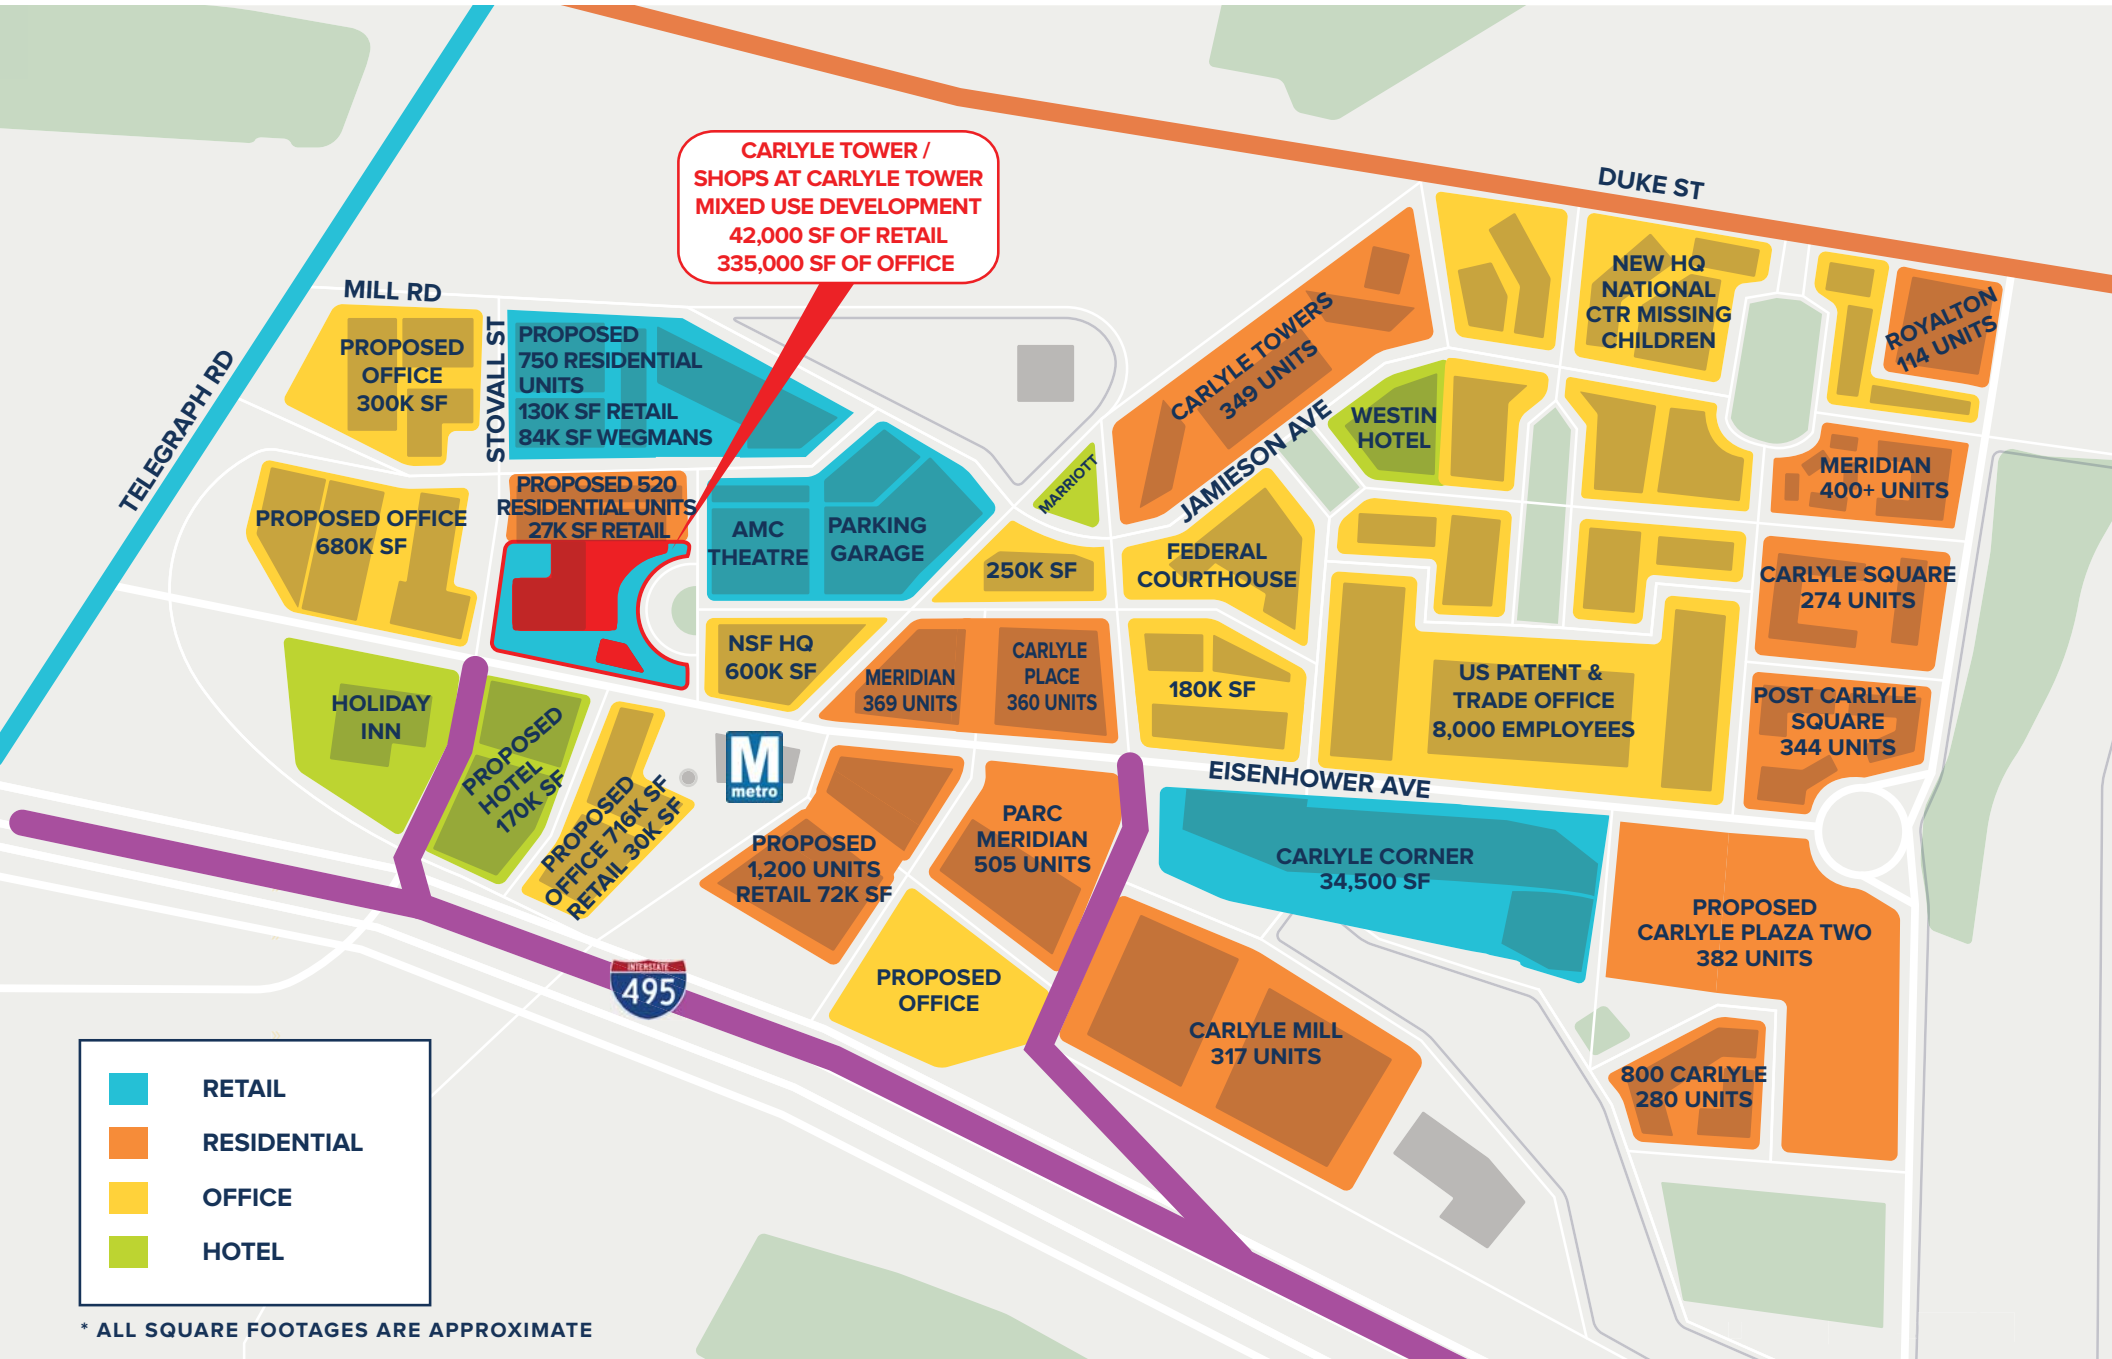 CARLYLE TOWER /
SHOPS AT CARLYLE TOWER
MIXED USE DEVELOPMENT
42,000 SF OF RETAIL
335,000 SF OF OFFICE
DUKE ST
MILL RD
STOVALL ST
TELEGRAPH RD
PROPOSED
OFFICE
300K SF
PROPOSED
750 RESIDENTIAL
UNITS
130K SF RETAIL
84K SF WEGMANS
CARLYLE TOWERS
349 UNITS
NEW HQ
NATIONAL
CTR MISSING
CHILDREN
ROYALTON
114 UNITS
JAMIESON AVE
WESTIN
HOTEL
MARRIOTT
MERIDIAN
400+ UNITS
PROPOSED OFFICE
680K SF
PROPOSED 520
RESIDENTIAL UNITS
27K SF RETAIL
AMC
THEATRE
PARKING
GARAGE
250K SF
FEDERAL
COURTHOUSE
CARLYLE SQUARE
274 UNITS
NSF HQ
600K SF
MERIDIAN
369 UNITS
CARLYLE
PLACE
360 UNITS
180K SF
US PATENT &
TRADE OFFICE
8,000 EMPLOYEES
POST CARLYLE
SQUARE
344 UNITS
HOLIDAY
INN
PROPOSED
HOTEL
170K SF
PROPOSED
OFFICE 716K SF
RETAIL 30K SF
M
metro
EISENHOWER AVE
PROPOSED
1,200 UNITS
RETAIL 72K SF
PARC
MERIDIAN
505 UNITS
CARLYLE CORNER
34,500 SF
PROPOSED
CARLYLE PLAZA TWO
382 UNITS
PROPOSED
OFFICE
INTERSTATE
495
CARLYLE MILL
317 UNITS
800 CARLYLE
280 UNITS
RETAIL
RESIDENTIAL
OFFICE
HOTEL
* ALL SQUARE FOOTAGES ARE APPROXIMATE